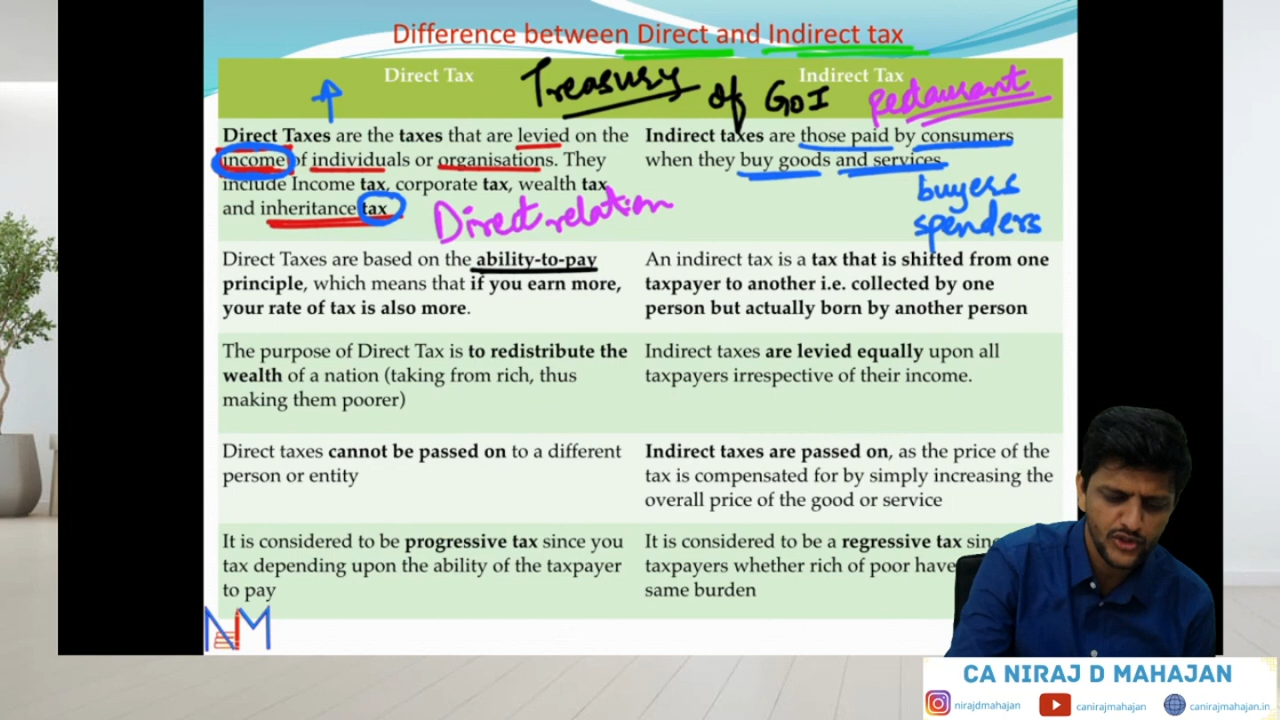 Difference between Direct and Indirect tax
Direct Tax
Indirect Tax
Treasury of GoI
Restaurant
Direct Taxes are the taxes that are levied on the
income of individuals or organisations. They
include Income tax, corporate tax, wealth tax
and inheritance tax
Direct relation
Indirect taxes are those paid by consumers
when they buy goods and services.
buyers
spenders
Direct Taxes are based on the ability-to-pay
principle, which means that if you earn more,
your rate of tax is also more.
An indirect tax is a tax that is shifted from one
taxpayer to another i.e. collected by one
person but actually born by another person
The purpose of Direct Tax is to redistribute the
wealth of a nation (taking from rich, thus
making them poorer)
Indirect taxes are levied equally upon all
taxpayers irrespective of their income.
Direct taxes cannot be passed on to a different
person or entity
Indirect taxes are passed on, as the price of the
tax is compensated for by simply increasing the
overall price of the good or service
It is considered to be progressive tax since you
tax depending upon the ability of the taxpayer
to pay
It is considered to be a regressive tax
taxpayers whether rich of poor have
same burden
NM
CA NIRAJ D MAHAJAN
nirajdmahajan
canirajmahajan
canirajmahajan.in